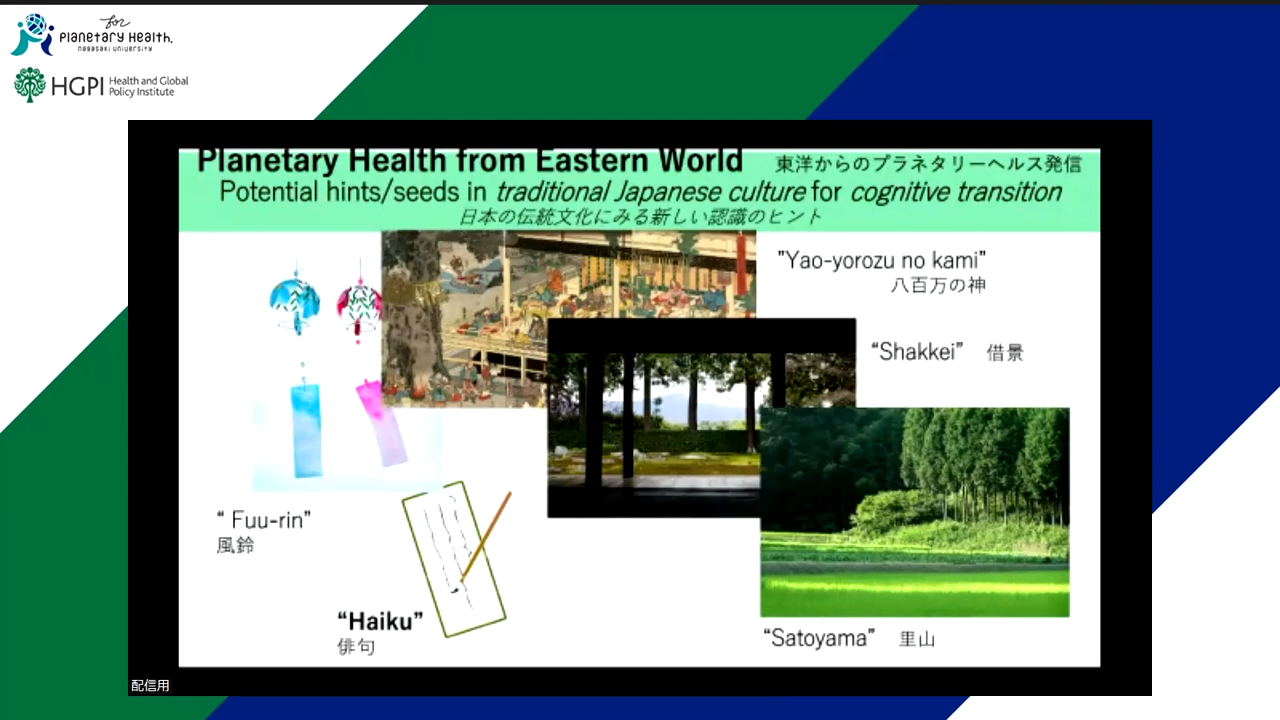 for
Planetary Health,
NAGASAKI UNIVERSITY
HGPI Health and Global
Policy Institute
Planetary Health from Eastern World 東洋からのプラネタリーヘルス発信
Potential hints/seeds in traditional Japanese culture for cognitive transition
日本の伝統文化にみる新しい認識のヒント
"Yao-yorozu no kami"
八百万の神
“Shakkei” 借景
“ Fuu-rin”
風鈴
“Haiku”
俳句
“Satoyama” 里山
配信用